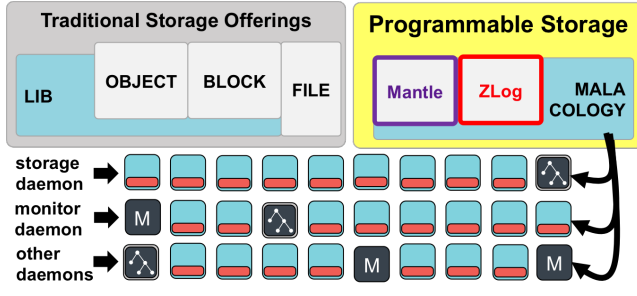 Traditional Storage Offerings
LIB
OBJECT
BLOCK
FILE
Programmable Storage
Mantle
ZLog
MALA
COLOGY
storage
daemon
monitor
daemon
M
other
daemons
M
M